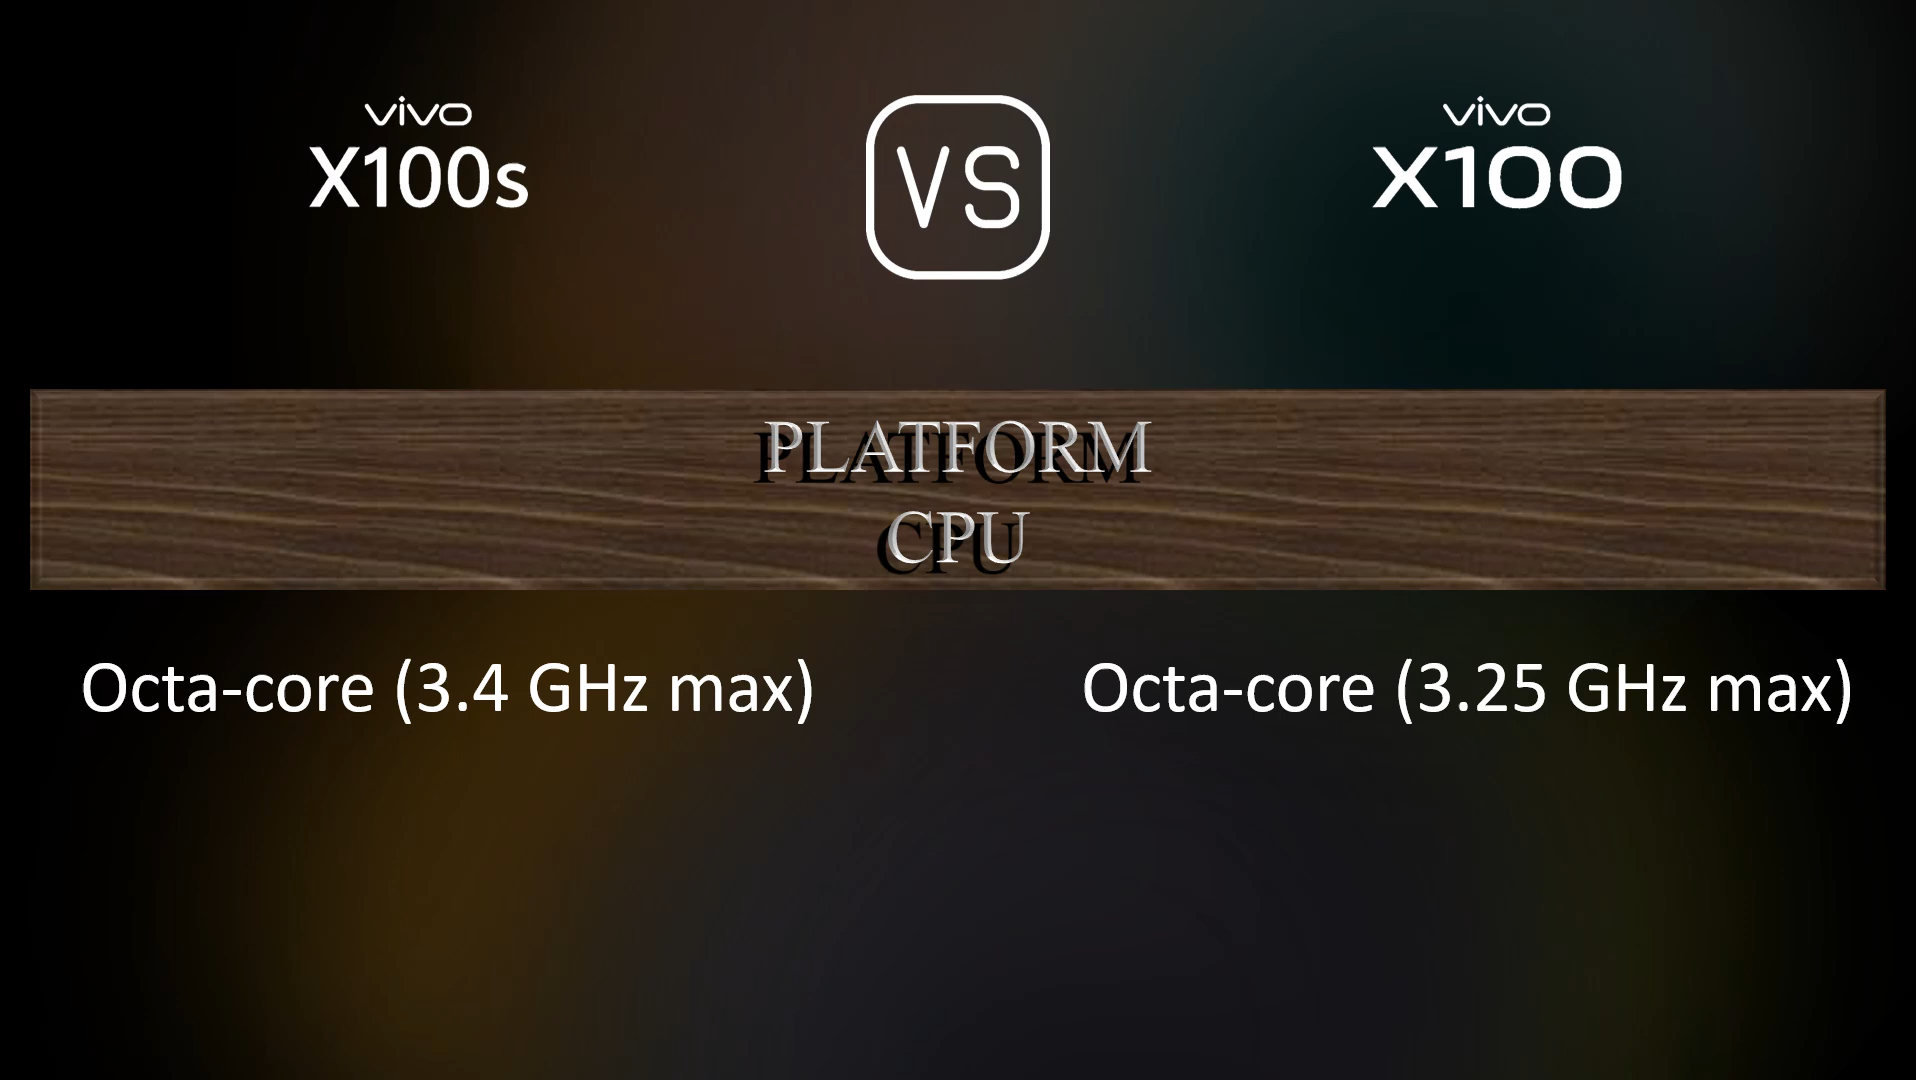 vivo
X100s
VS
vivo
X100
PLATFORM
CPU
Octa-core (3.4 GHz max)
Octa-core (3.25 GHz max)